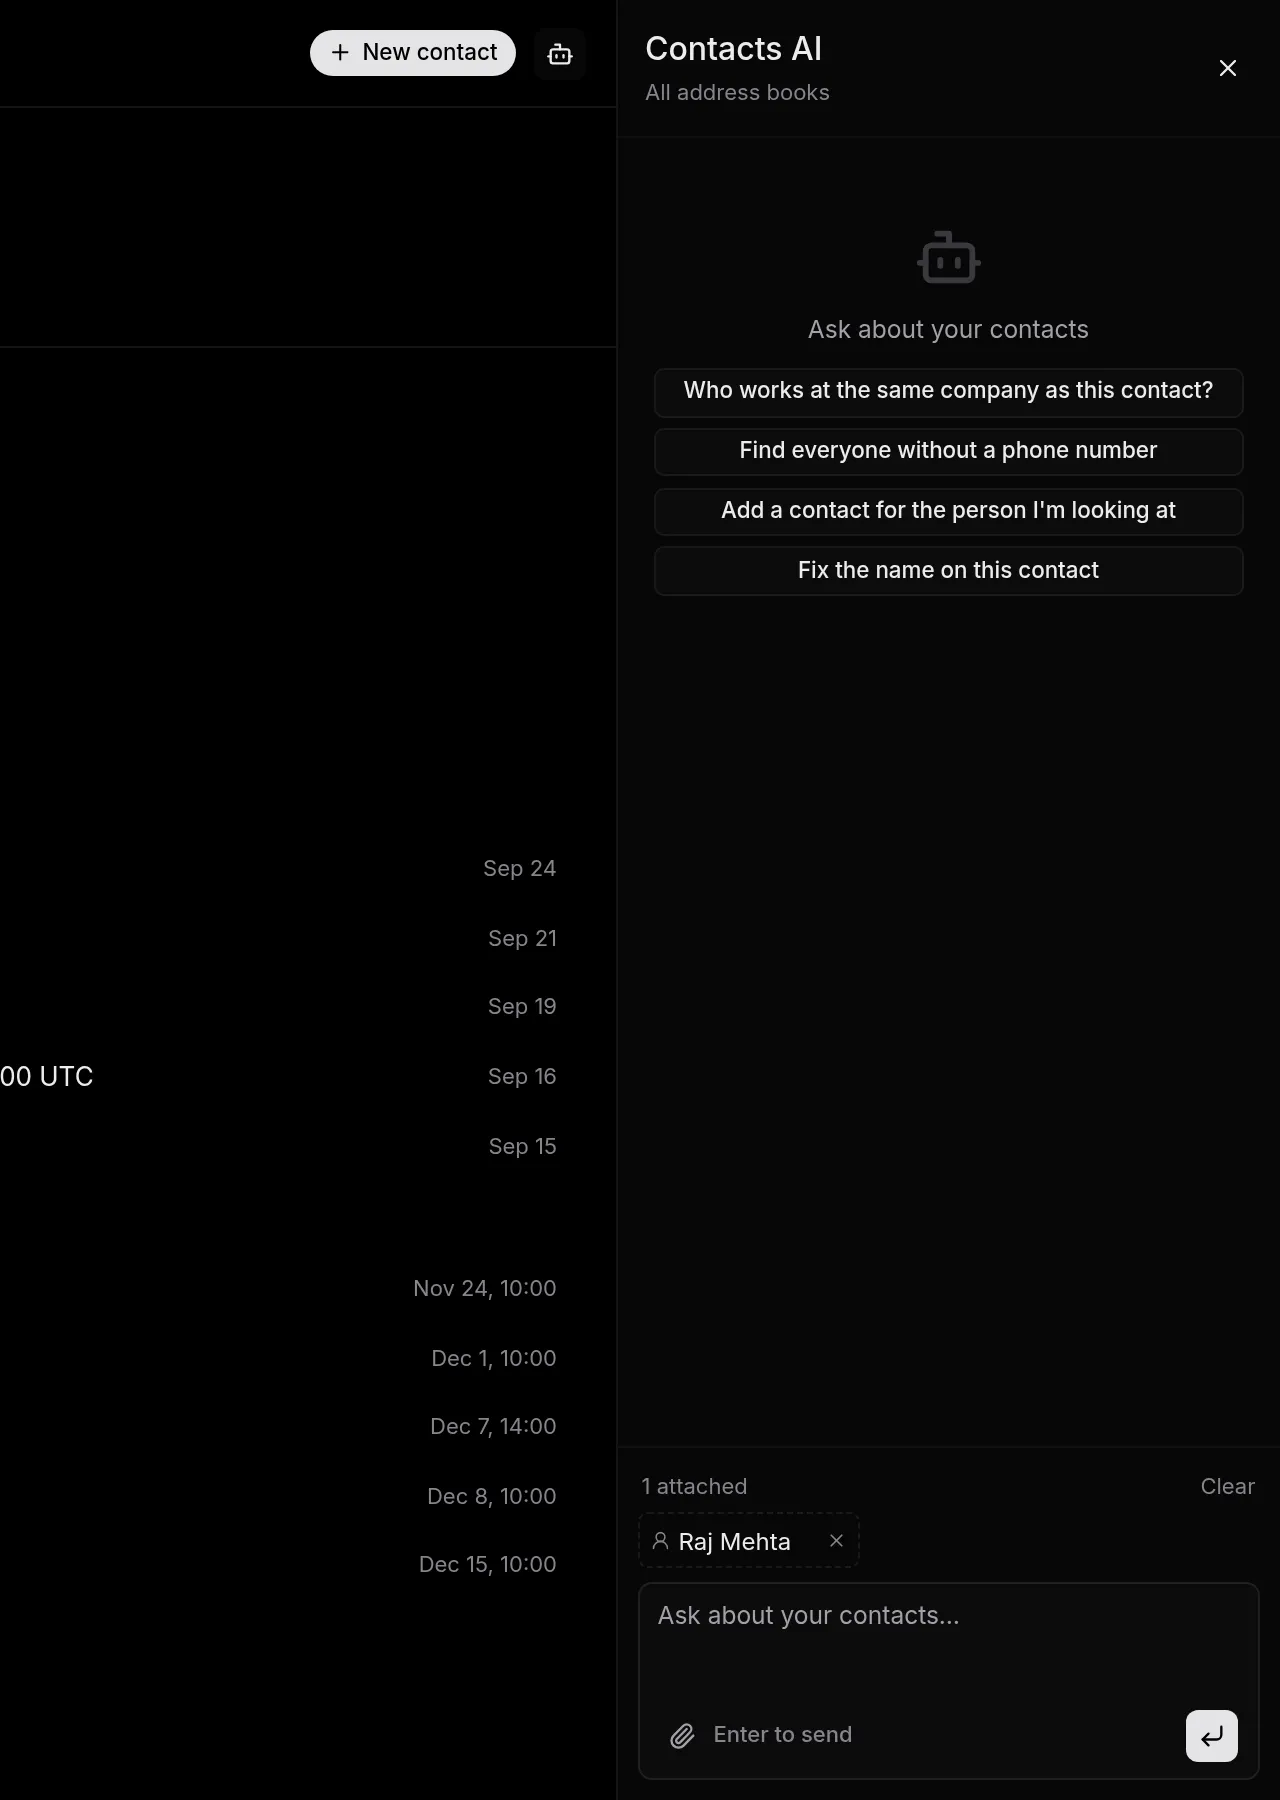 New contact
Sep 24
Sep 21
Sep 19
00 UTC
Sep 16
Sep 15
Nov 24, 10:00
Dec 1, 10:00
Dec 7, 14:00
Dec 8, 10:00
Dec 15, 10:00
Contacts AI
All address books
Ask about your contacts
Who works at the same company as this contact?
Find everyone without a phone number
Add a contact for the person I'm looking at
Fix the name on this contact
1 attached
Clear
Raj Mehta
Ask about your contacts...
Enter to send